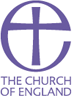 THE CHURCH
OF ENGLAND